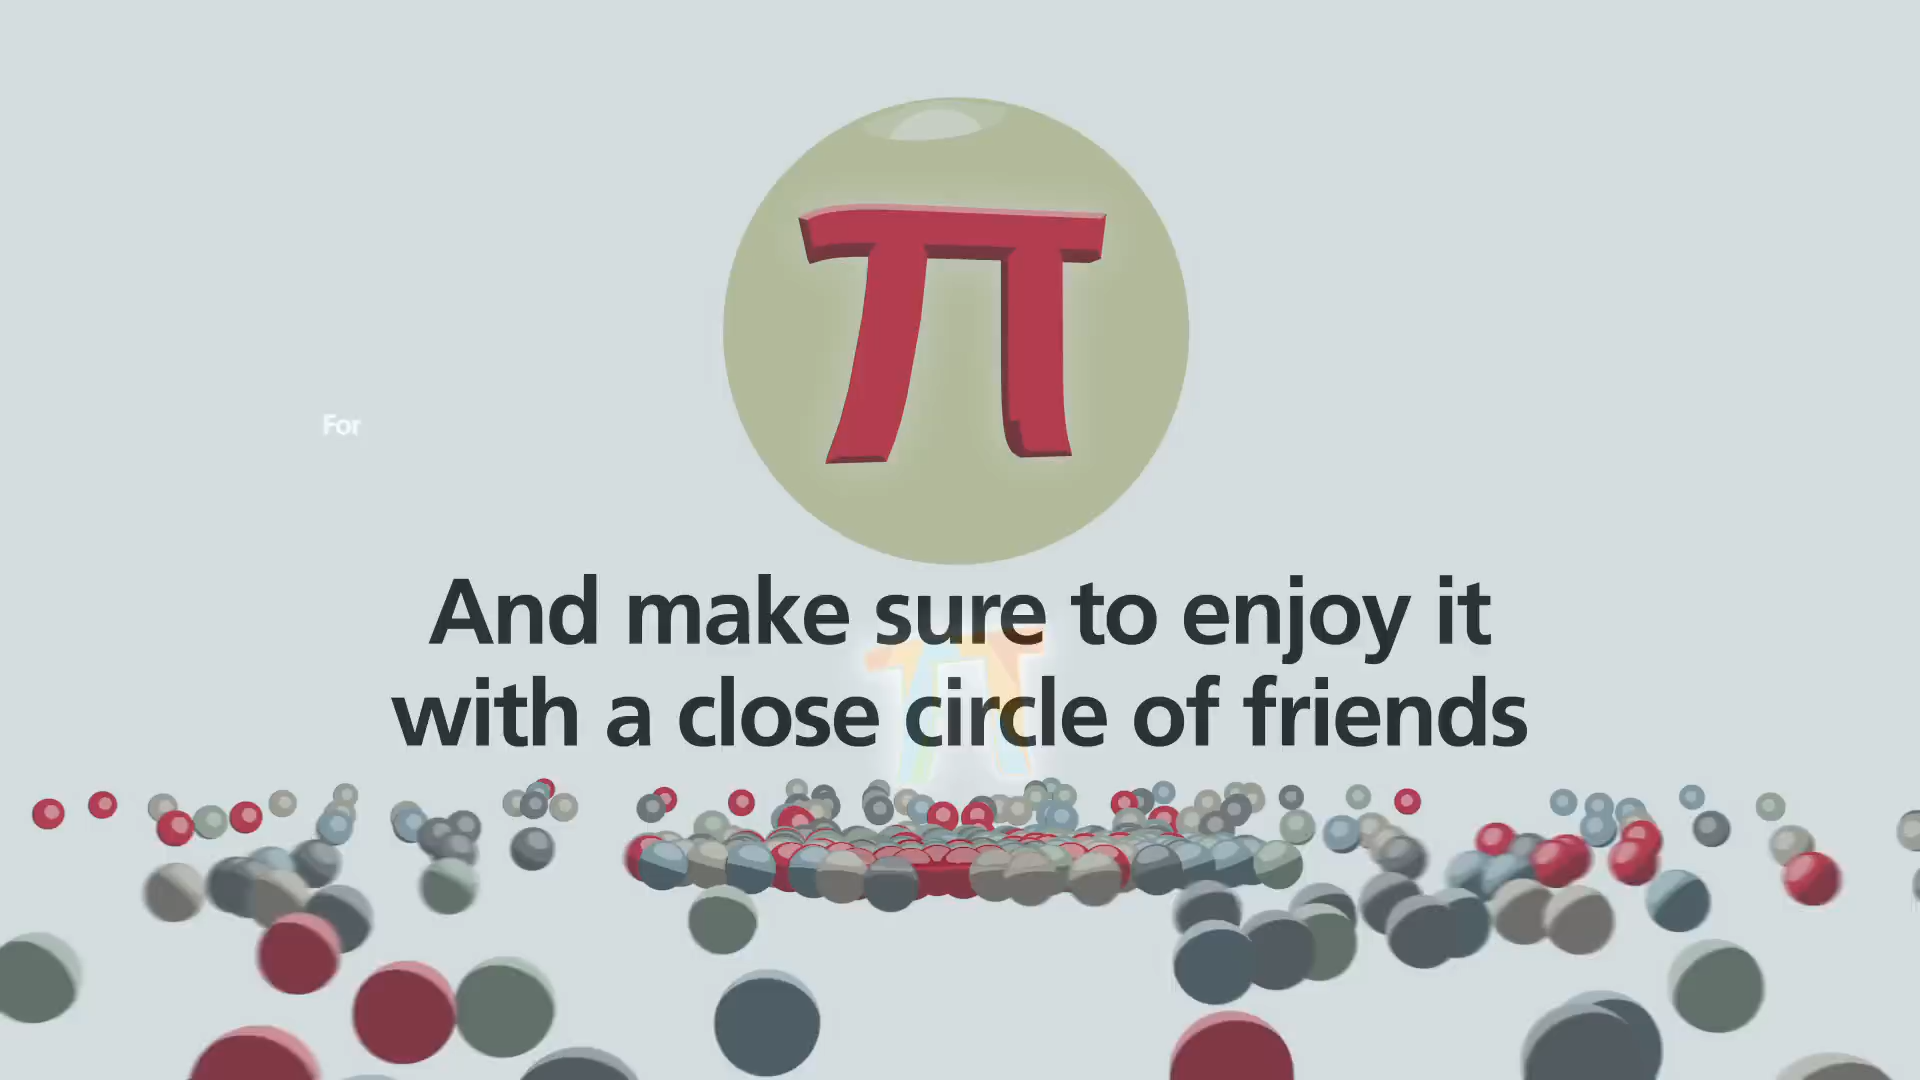 π
For
And make sure to enjoy it
π
with a close circle of friends